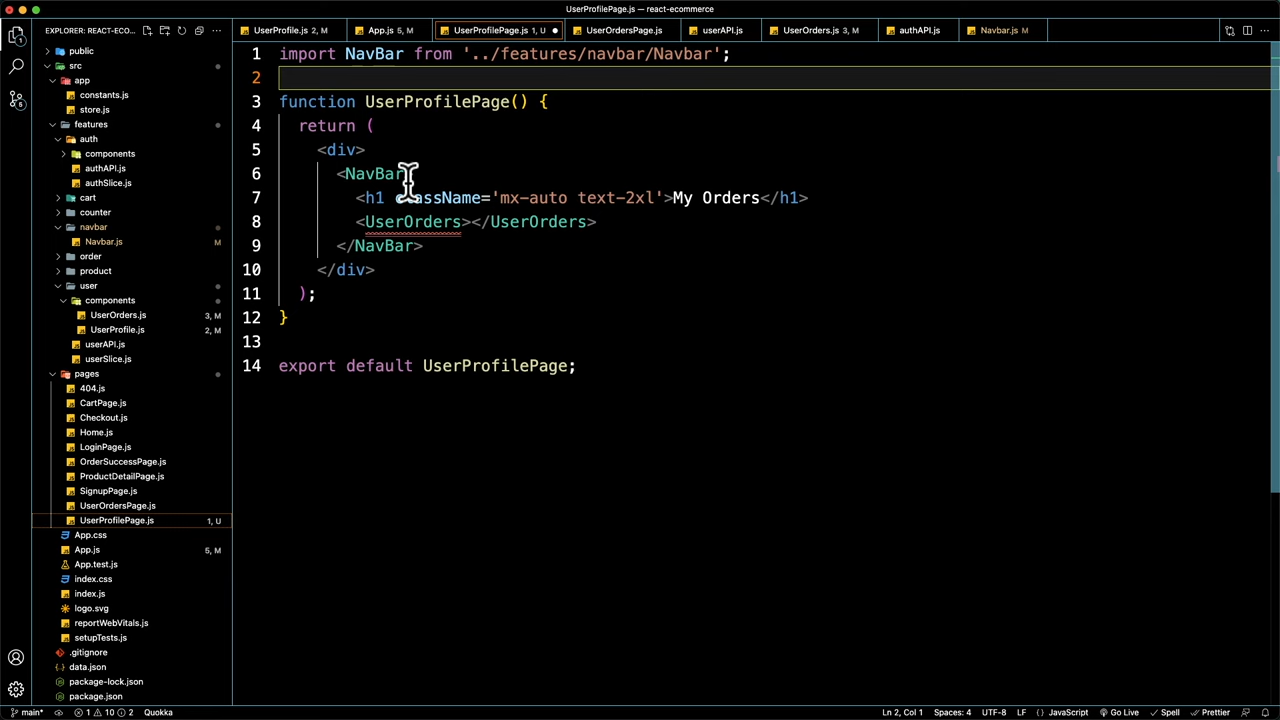 UserProfilePage.js — react-ecommerce
EXPLORER: REACT-ECO...
UserProfile.js 2, M
App.js 5, M
UserProfilePage.js 1, U
UserOrdersPage.js
userAPI.js
UserOrders.js 3, M
authAPI.js
Navbar.js M
public
src
app
constants.js
store.js
features
auth
components
authAPI.js
authSlice.js
cart
counter
navbar
Navbar.js M
order
product
user
components
UserOrders.js 3, M
UserProfile.js 2, M
userAPI.js
userSlice.js
pages
404.js
CartPage.js
Checkout.js
Home.js
LoginPage.js
OrderSuccessPage.js
ProductDetailPage.js
SignupPage.js
UserOrdersPage.js
UserProfilePage.js 1, U
App.css
App.js 5, M
App.test.js
index.css
index.js
logo.svg
reportWebVitals.js
setupTests.js
.gitignore
data.json
package-lock.json
package.json
1 import NavBar from '../features/navbar/Navbar';
2
3 function UserProfilePage() {
4 return (
5 <div>
6 <NavBar
7 <h1 className='mx-auto text-2xl'>My Orders</h1>
8 <UserOrders></UserOrders>
9 </NavBar>
10 </div>
11 );
12 }
13
14 export default UserProfilePage;
5
main* 1 10 2 Quokka
Ln 2, Col 1 Spaces: 4 UTF-8 LF {} JavaScript Go Live Spell Prettier